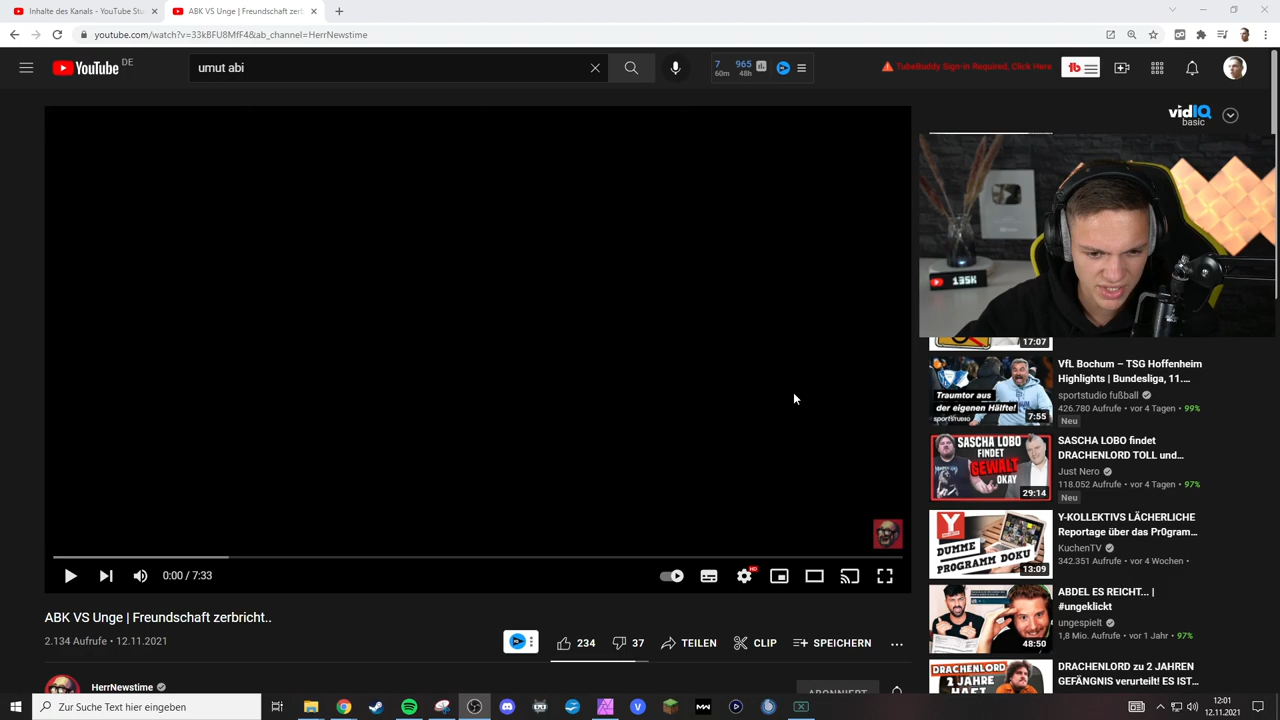 Inhalte des Kanals - YouTube Stu
ABK VS Unge | Freundschaft zerb
youtube.com/watch?v=33kBFU8MfF4&ab_channel=HerrNewstime
YouTube DE
umut abi
7 965
60m 48h
TubeBuddy Sign-in Required, Click Here
tb
vidIQ
basic
135K
17:07
VfL Bochum – TSG Hoffenheim
Highlights | Bundesliga, 11....
sportstudio fußball
426.780 Aufrufe • vor 4 Tagen • 99%
Neu
Traumtor aus
der eigenen Hälfte!
sportstudio
7:55
SASCHA LOBO findet
DRACHENLORD TOLL und...
Just Nero
118.052 Aufrufe • vor 4 Tagen • 97%
Neu
SASCHA LOBO
FINDET
GEWALT
OKAY
29:14
Y-KOLLEKTIVS LÄCHERLICHE
Reportage über das Pr0gram...
KuchenTV
342.351 Aufrufe • vor 4 Wochen •
Y
DUMME
PROGRAMM DOKU
13:09
ABDEL ES REICHT... |
#ungeklickt
ungespielt
1,8 Mio. Aufrufe • vor 1 Jahr • 97%
48:50
DRACHENLORD zu 2 JAHREN
GEFÄNGNIS verurteilt! ES IST...
DRACHENLORD
2 JAHRE
HAFT
0:00 / 7:33
HD
ABK VS Unge | Freundschaft zerbricht..
2.134 Aufrufe • 12.11.2021
234
37
TEILEN
CLIP
SPEICHERN
HerrNewstime
ABONNIERT
Zur Suche Text hier eingeben
12:01
12.11.2021